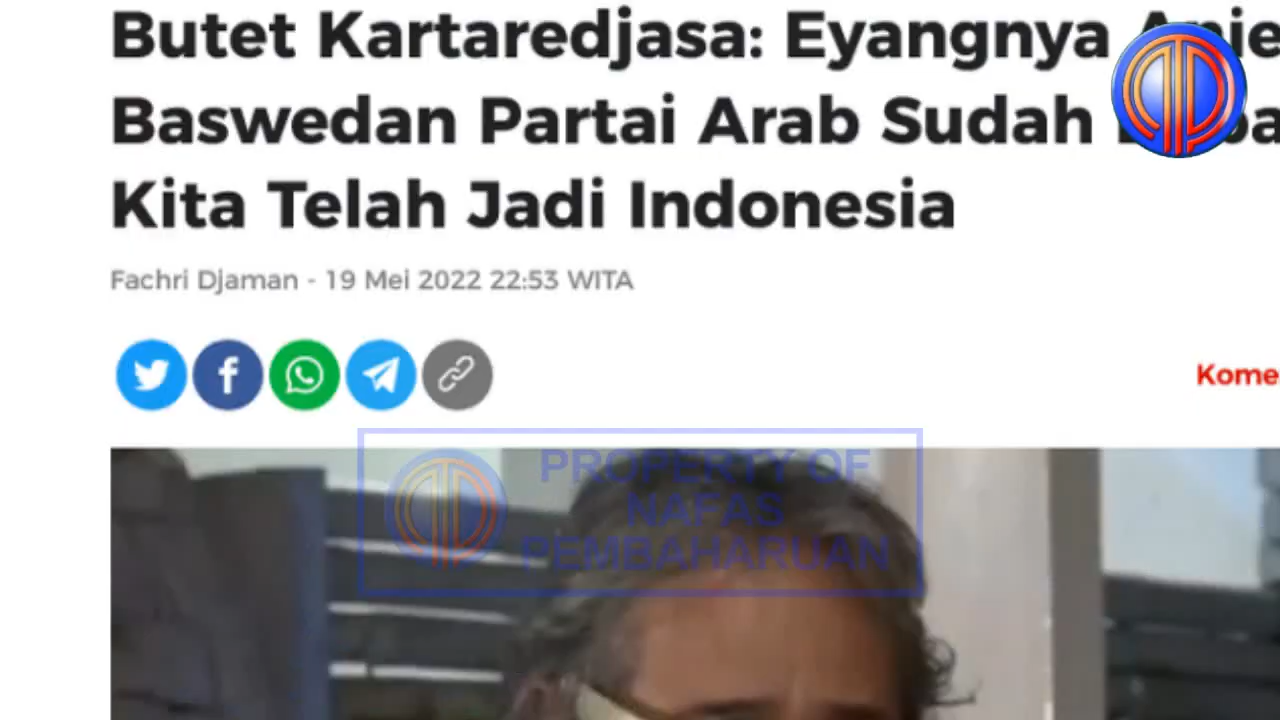 Butet Kartaredjasa: Eyangnya
Baswedan Partai Arab Sudah
Kita Telah Jadi Indonesia
Fachri Djaman - 19 Mei 2022 22:53 WITA
Kome
PROPERTY OF
NAFAS
PEMBAHARUAN